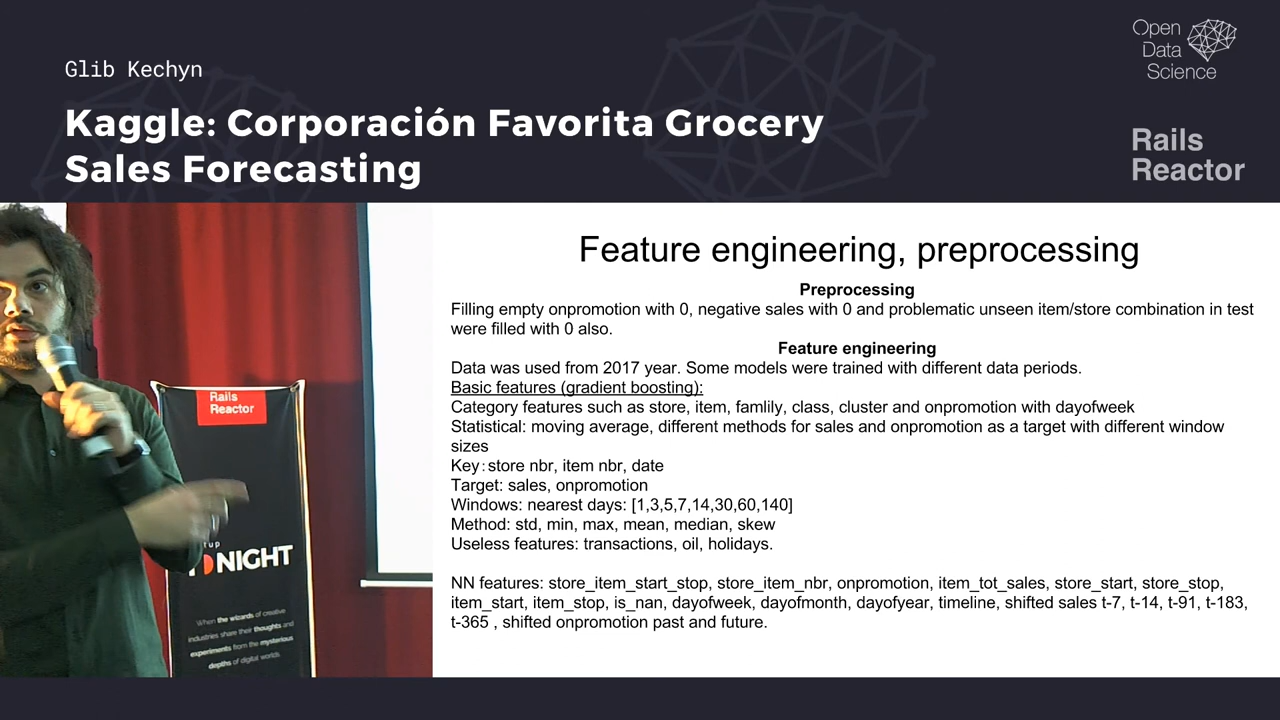 Glib Kechyn
Kaggle: Corporación Favorita Grocery
Sales Forecasting
Open
Data
Science
Rails
Reactor
Feature engineering, preprocessing
Preprocessing
Filling empty onpromotion with 0, negative sales with 0 and problematic unseen item/store combination in test
were filled with 0 also.
Feature engineering
Data was used from 2017 year. Some models were trained with different data periods.
Basic features (gradient boosting):
Category features such as store, item, famlily, class, cluster and onpromotion with dayofweek
Statistical: moving average, different methods for sales and onpromotion as a target with different window
sizes
Key: store nbr, item nbr, date
Target: sales, onpromotion
Windows: nearest days: [1,3,5,7,14,30,60,140]
Method: std, min, max, mean, median, skew
Useless features: transactions, oil, holidays.
NN features: store_item_start_stop, store_item_nbr, onpromotion, item_tot_sales, store_start, store_stop,
item_start, item_stop, is_nan, dayofweek, dayofmonth, dayofyear, timeline, shifted sales t-7, t-14, t-91, t-183,
t-365 , shifted onpromotion past and future.
Rails
Reactor
NIGHT
When the wizards of creative
industries share their thoughts and
experiments from the mysterious
depths of digital worlds